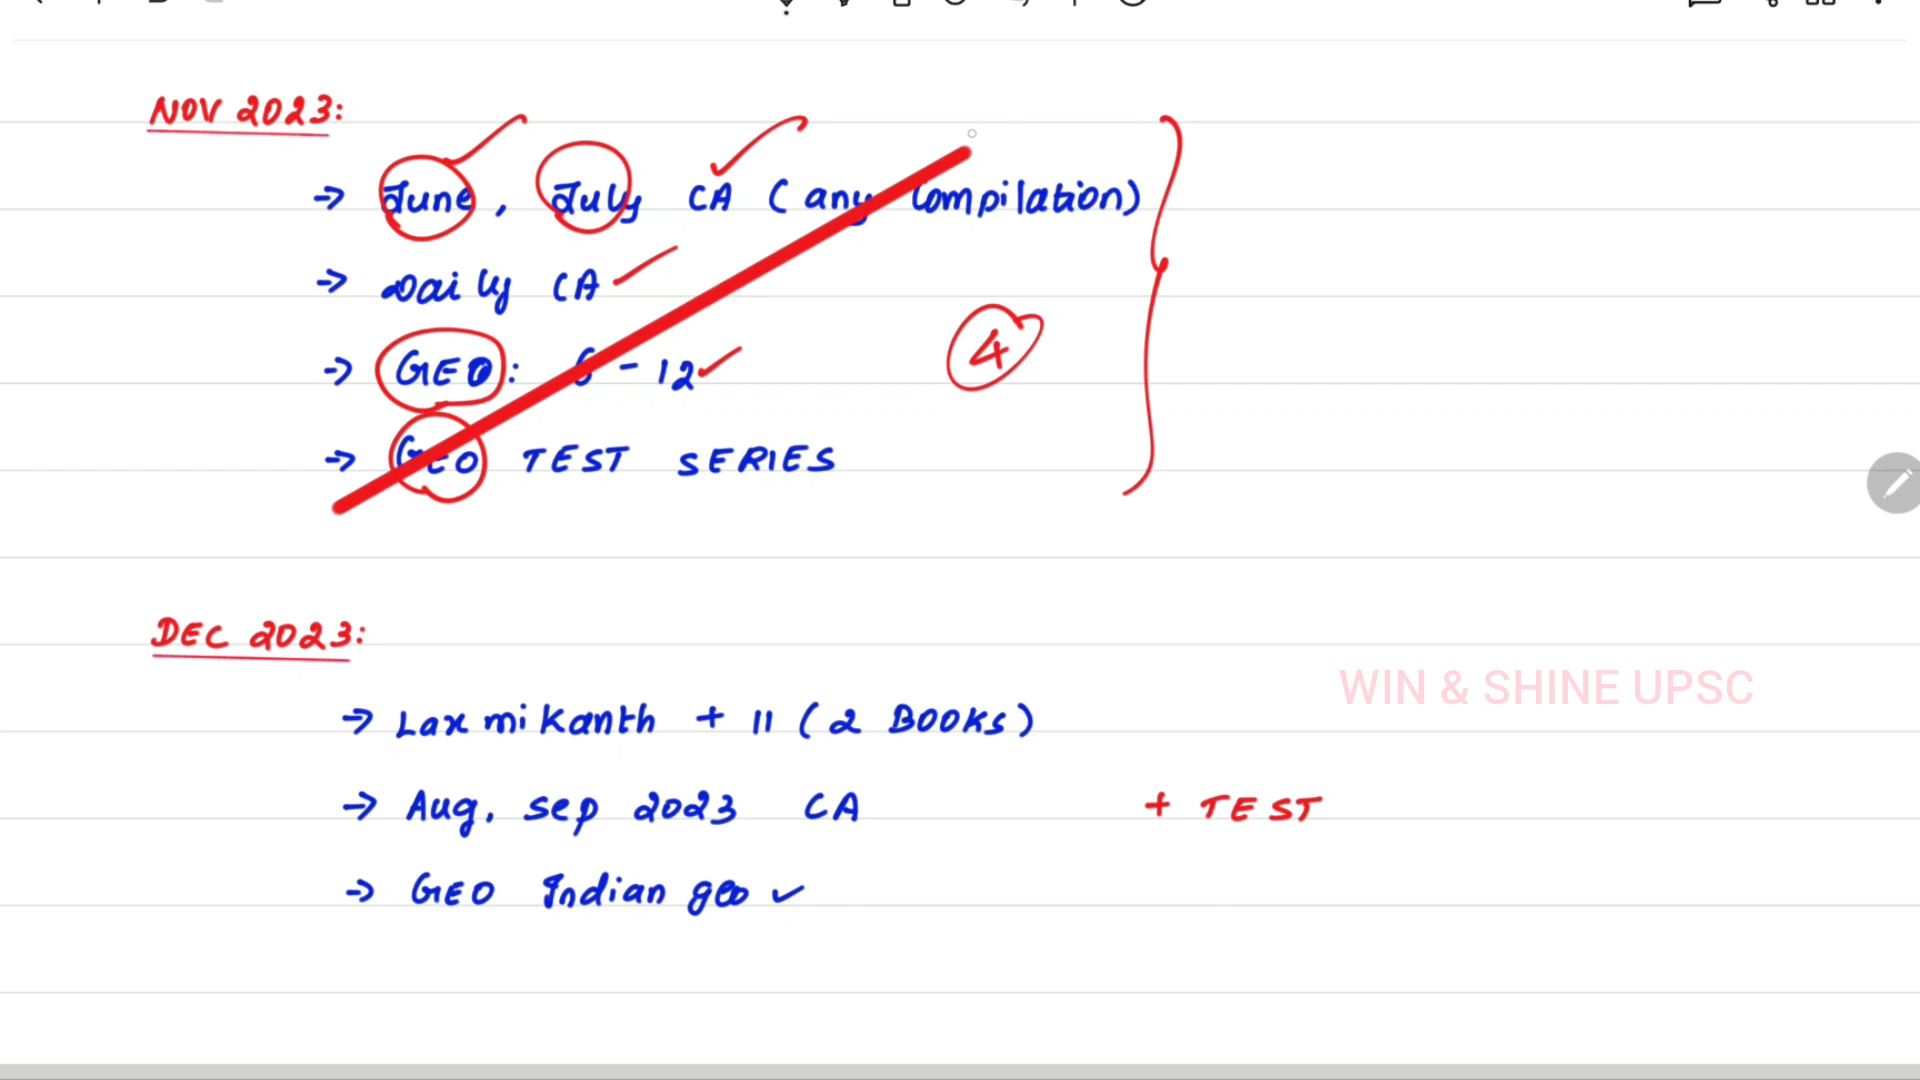 NOV 2023:
→ June, July CA (any compilation)
→ Daily CA
→ GEO: 6 - 12
4
→ GEO TEST SERIES
DEC 2023:
→ Laxmikanth + 11 (2 BOOKS)
WIN & SHINE UPSC
→ Aug, Sep 2023 CA + TEST
→ GEO Indian geo